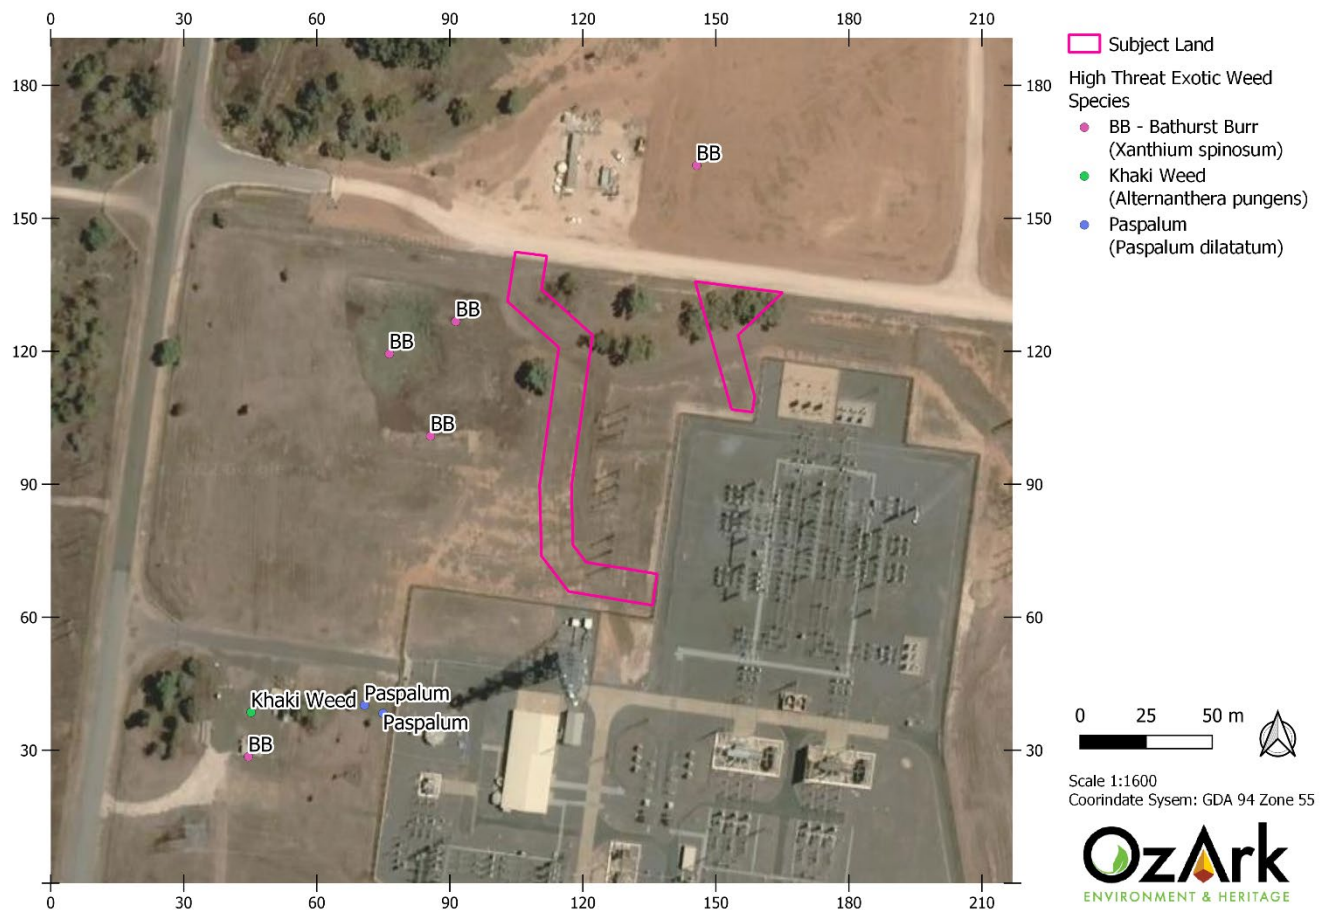 0 30 60 90 120 150 180 210
Subject Land
High Threat Exotic Weed
Species
BB - Bathurst Burr
(Xanthium spinosum)
Khaki Weed
(Alternanthera pungens)
Paspalum
(Paspalum dilatatum)
180 180
BB
150 150
BB
BB
120 120
BB
90 90
60 60
Khaki Weed Paspalum
Paspalum
BB
30 30
0 25 50 m
Scale 1:1600
Coorindate Sysem: GDA 94 Zone 55
OzArk
ENVIRONMENT & HERITAGE
0 30 60 90 120 150 180 210